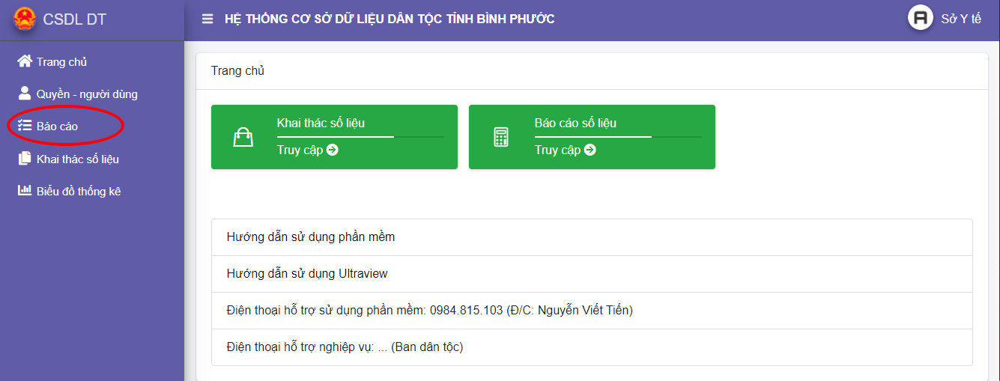 CSDL DT
HỆ THỐNG CƠ SỞ DỮ LIỆU DÂN TỘC TỈNH BÌNH PHƯỚC
Sở Y tế
Trang chủ
Quyền - người dùng
Báo cáo
Khai thác số liệu
Biểu đồ thống kê
Trang chủ
Khai thác số liệu
Truy cập
Báo cáo số liệu
Truy cập
Hướng dẫn sử dụng phần mềm
Hướng dẫn sử dụng Ultraview
Điện thoại hỗ trợ sử dụng phần mềm: 0984.815.103 (Đ/C: Nguyễn Viết Tiến)
Điện thoại hỗ trợ nghiệp vụ: ... (Ban dân tộc)